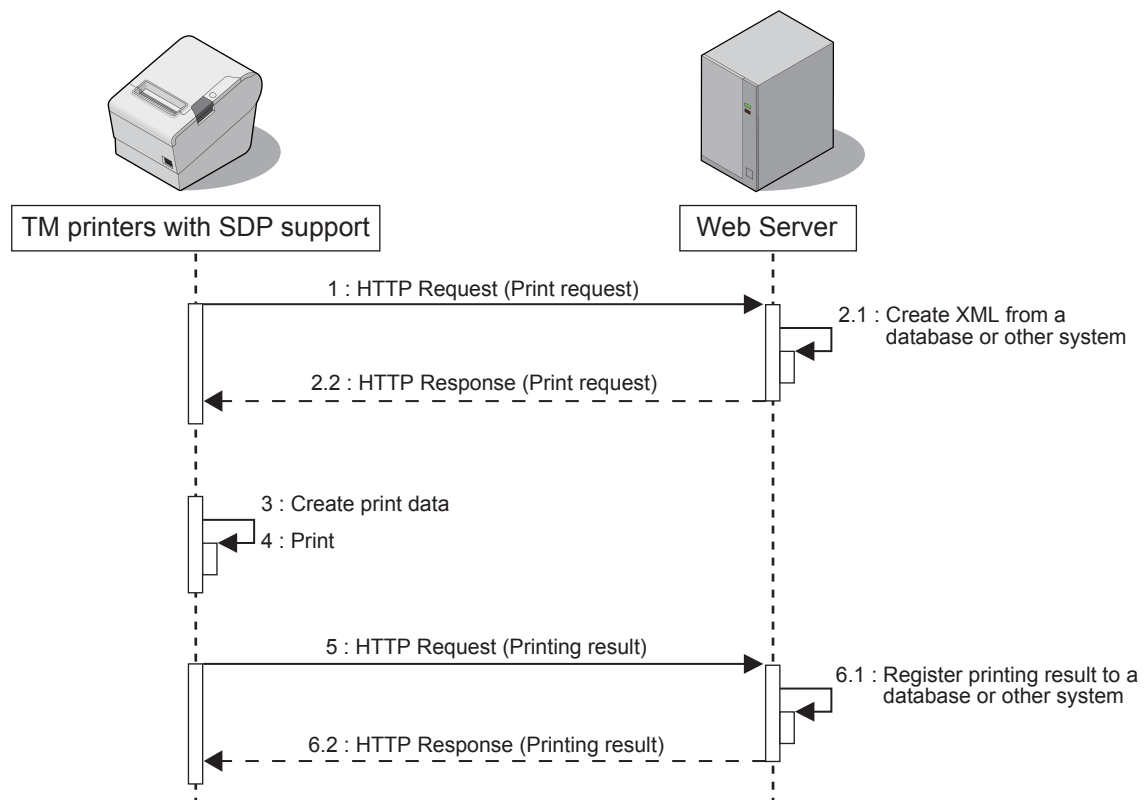 TM printers with SDP support
Web Server
1 : HTTP Request (Print request)
2.1 : Create XML from a
database or other system
2.2 : HTTP Response (Print request)
3 : Create print data
4 : Print
5 : HTTP Request (Printing result)
6.1 : Register printing result to a
database or other system
6.2 : HTTP Response (Printing result)